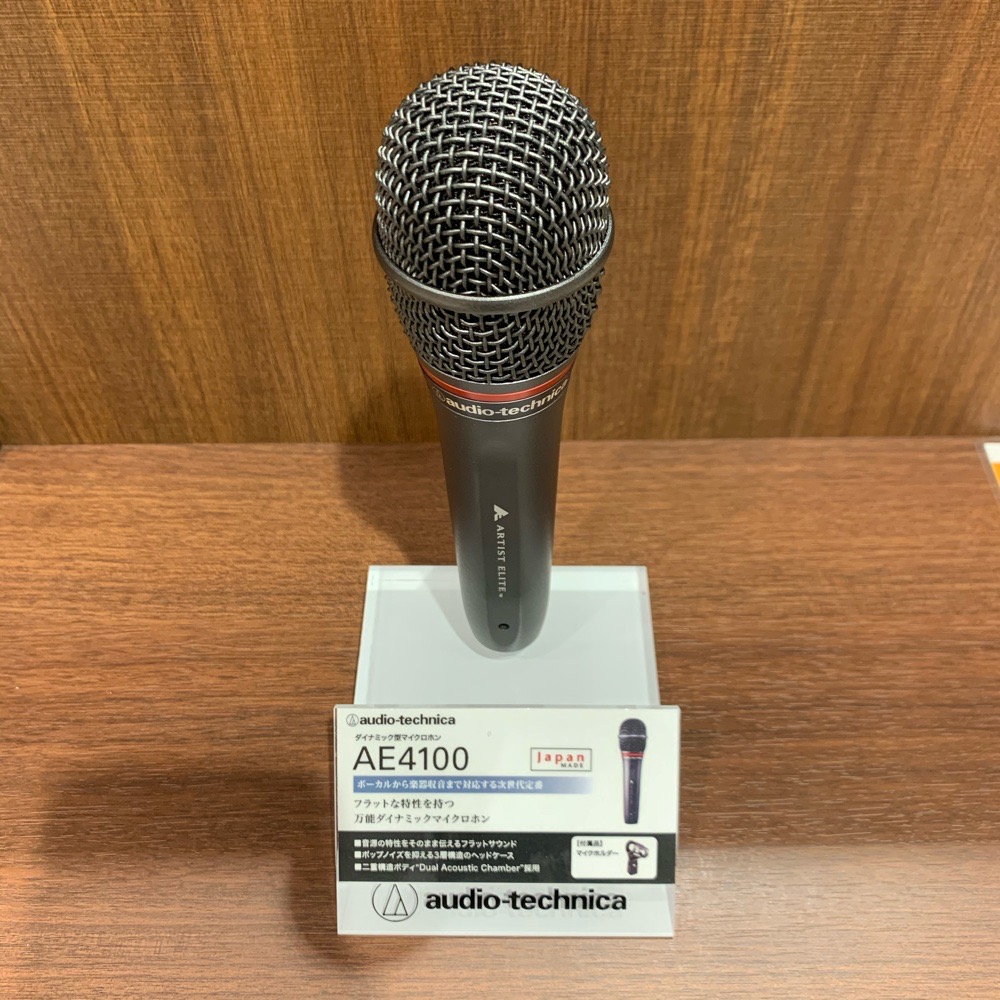 audio-technica
ARTIST ELITE®
audio-technica
ダイナミック型マイクロホン
AE4100
Japan
MADE
ボーカルから楽器収音まで対応する次世代定番
フラットな特性を持つ
万能ダイナミックマイクロホン
■音源の特性をそのまま伝えるフラットサウンド
■ポップノイズを抑える3層構造のヘッドケース
■二重構造ボディ"Dual Acoustic Chamber"採用
【付属品】
マイクホルダー
audio-technica